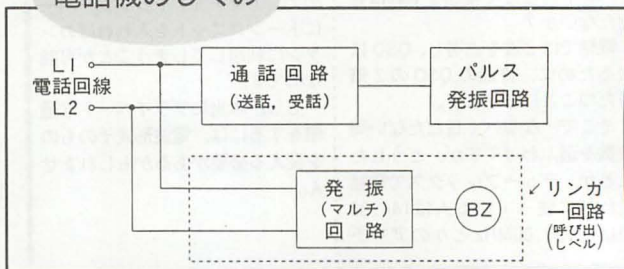 電話機のしくみ
L1
電話回線
L2
通話回路
(送話,受話)
パルス
発振回路
発振
(マルチ)
回路
BZ
リンガ
ー回路
(呼び出
しベル)